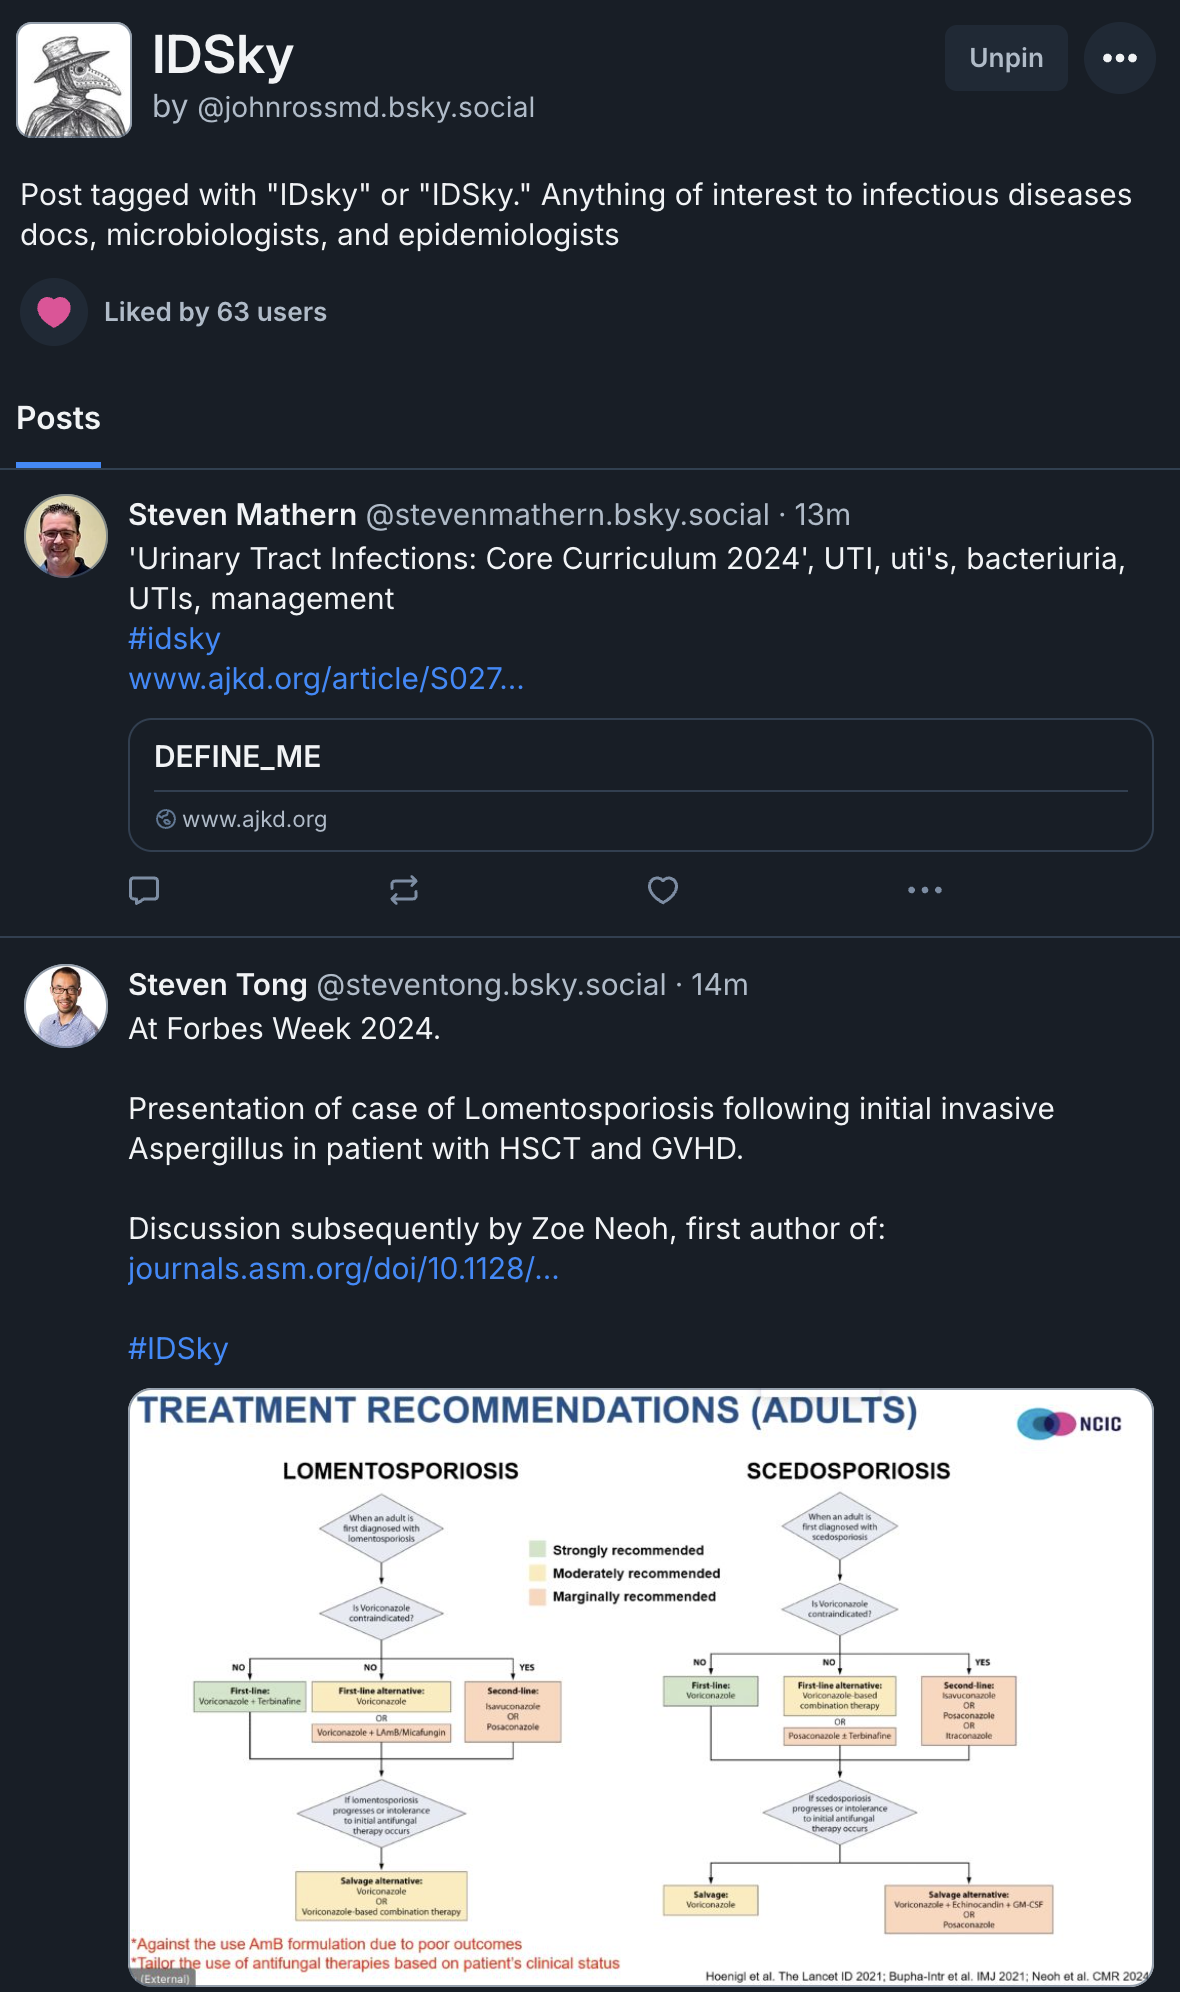 IDSky
by @johnrossmd.bsky.social
Unpin
Post tagged with "IDsky" or "IDSky." Anything of interest to infectious diseases
docs, microbiologists, and epidemiologists
Liked by 63 users
Posts
Steven Mathern @stevenmathern.bsky.social · 13m
'Urinary Tract Infections: Core Curriculum 2024', UTI, uti's, bacteriuria,
UTIs, management
#idsky
www.ajkd.org/article/S027...
DEFINE_ME
www.ajkd.org
Steven Tong @steventong.bsky.social · 14m
At Forbes Week 2024.
Presentation of case of Lomentosporiosis following initial invasive
Aspergillus in patient with HSCT and GVHD.
Discussion subsequently by Zoe Neoh, first author of:
journals.asm.org/doi/10.1128/...
#IDSky
TREATMENT RECOMMENDATIONS (ADULTS)
NCIC
LOMENTOSPORIOSIS
When an adult is
first diagnosed with
lomentosporiosis
Is Voriconazole
contraindicated?
NO
NO
YES
First-line:
Voriconazole + Terbinafine
First-line alternative:
Voriconazole
OR
Voriconazole + LAmB/Micafungin
Second-line:
Isavuconazole
OR
Posaconazole
If lomentosporiosis
progresses or intolerance
to initial antifungal
therapy occurs
Salvage alternative:
Voriconazole
OR
Voriconazole-based combination therapy
Strongly recommended
Moderately recommended
Marginally recommended
SCEDOSPORIOSIS
When an adult is
first diagnosed with
scedosporiosis
Is Voriconazole
contraindicated?
NO
NO
YES
First-line:
Voriconazole
First-line alternative:
Voriconazole-based
combination therapy
OR
Posaconazole ± Terbinafine
Second-line:
Isavuconazole
OR
Posaconazole
OR
Itraconazole
If scedosporiosis
progresses or intolerance
to initial antifungal
therapy occurs
Salvage:
Voriconazole
Salvage alternative:
Voriconazole + Echinocandin + GM-CSF
OR
Posaconazole
*Against the use AmB formulation due to poor outcomes
*Tailor the use of antifungal therapies based on patient's clinical status
(External)
Hoenigl et al. The Lancet ID 2021; Bupha-Intr et al. IMJ 2021; Neoh et al. CMR 2024